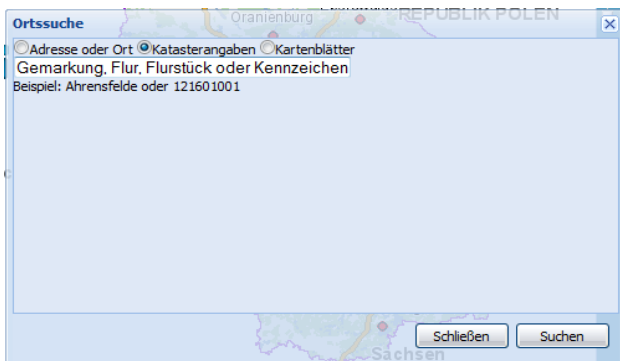 Oranienburg
REPUBLIK POLEN
Ortssuche
Adresse oder Ort Katasterangaben Kartenblätter
Gemarkung, Flur, Flurstück oder Kennzeichen
Beispiel: Ahrensfelde oder 121601001
Schließen Suchen
Sachsen